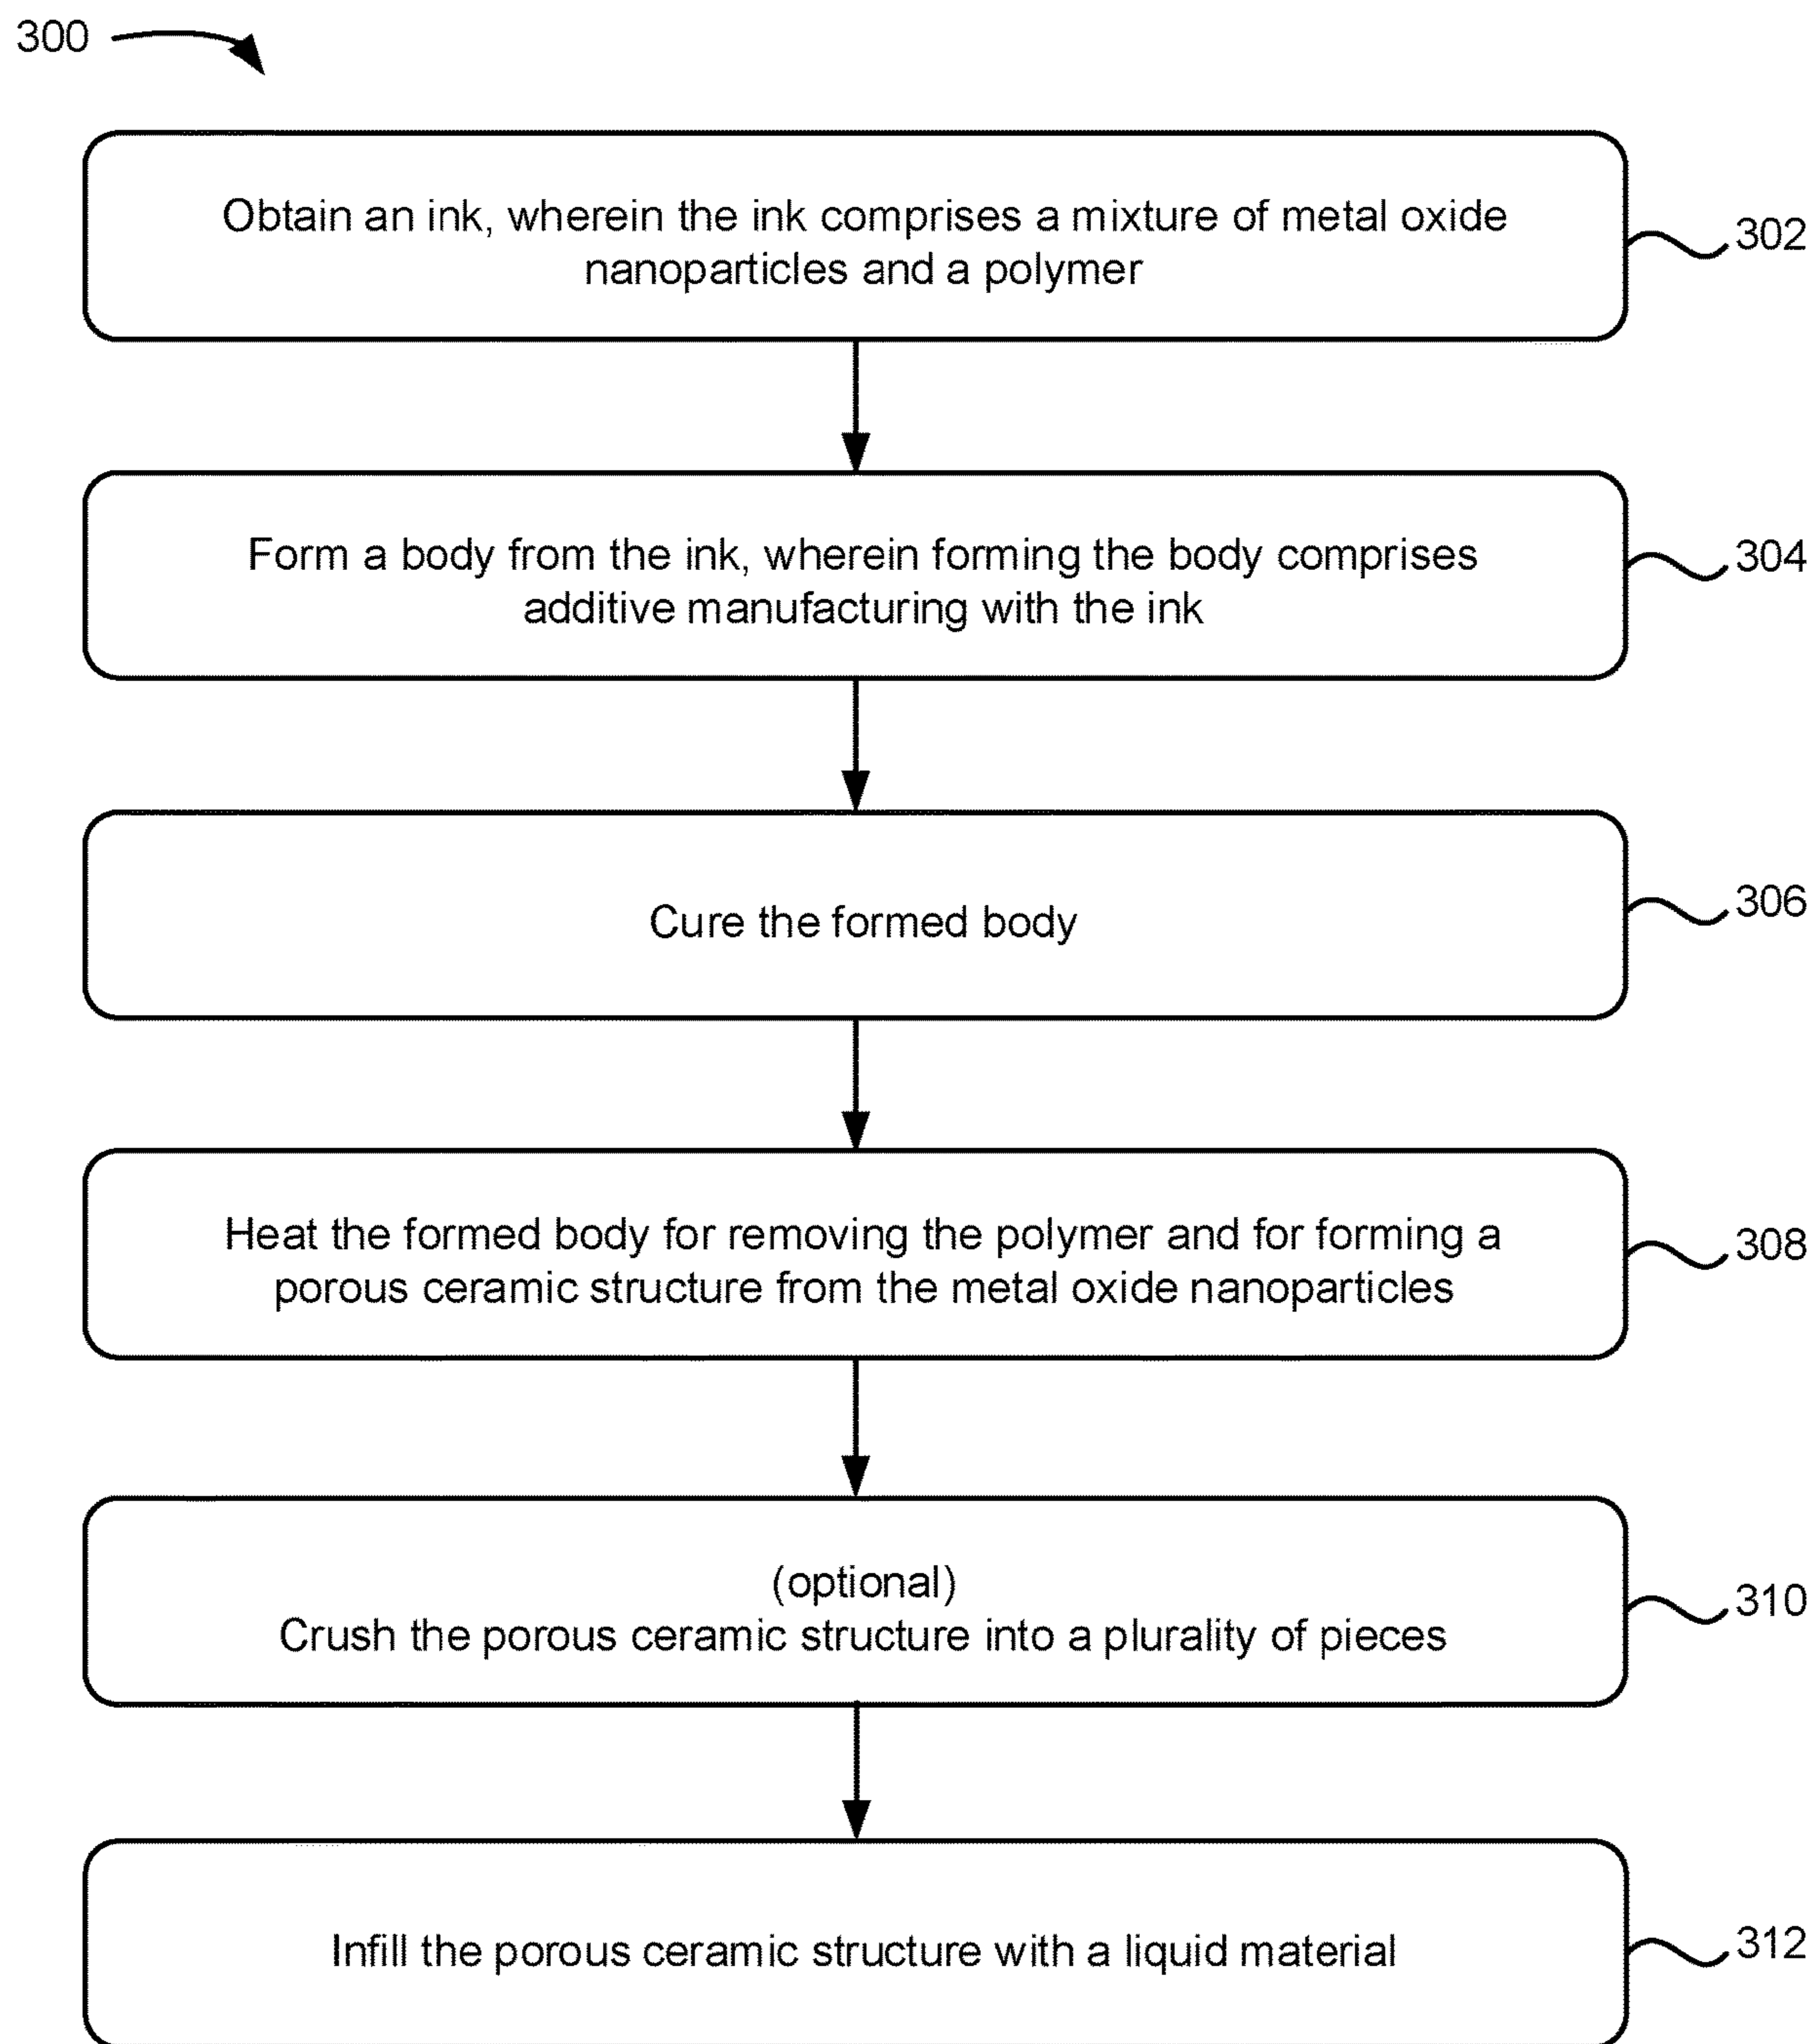 300
Obtain an ink, wherein the ink comprises a mixture of metal oxide
nanoparticles and a polymer
302
Form a body from the ink, wherein forming the body comprises
additive manufacturing with the ink
304
Cure the formed body
306
Heat the formed body for removing the polymer and for forming a
porous ceramic structure from the metal oxide nanoparticles
308
(optional)
Crush the porous ceramic structure into a plurality of pieces
310
Infill the porous ceramic structure with a liquid material
312